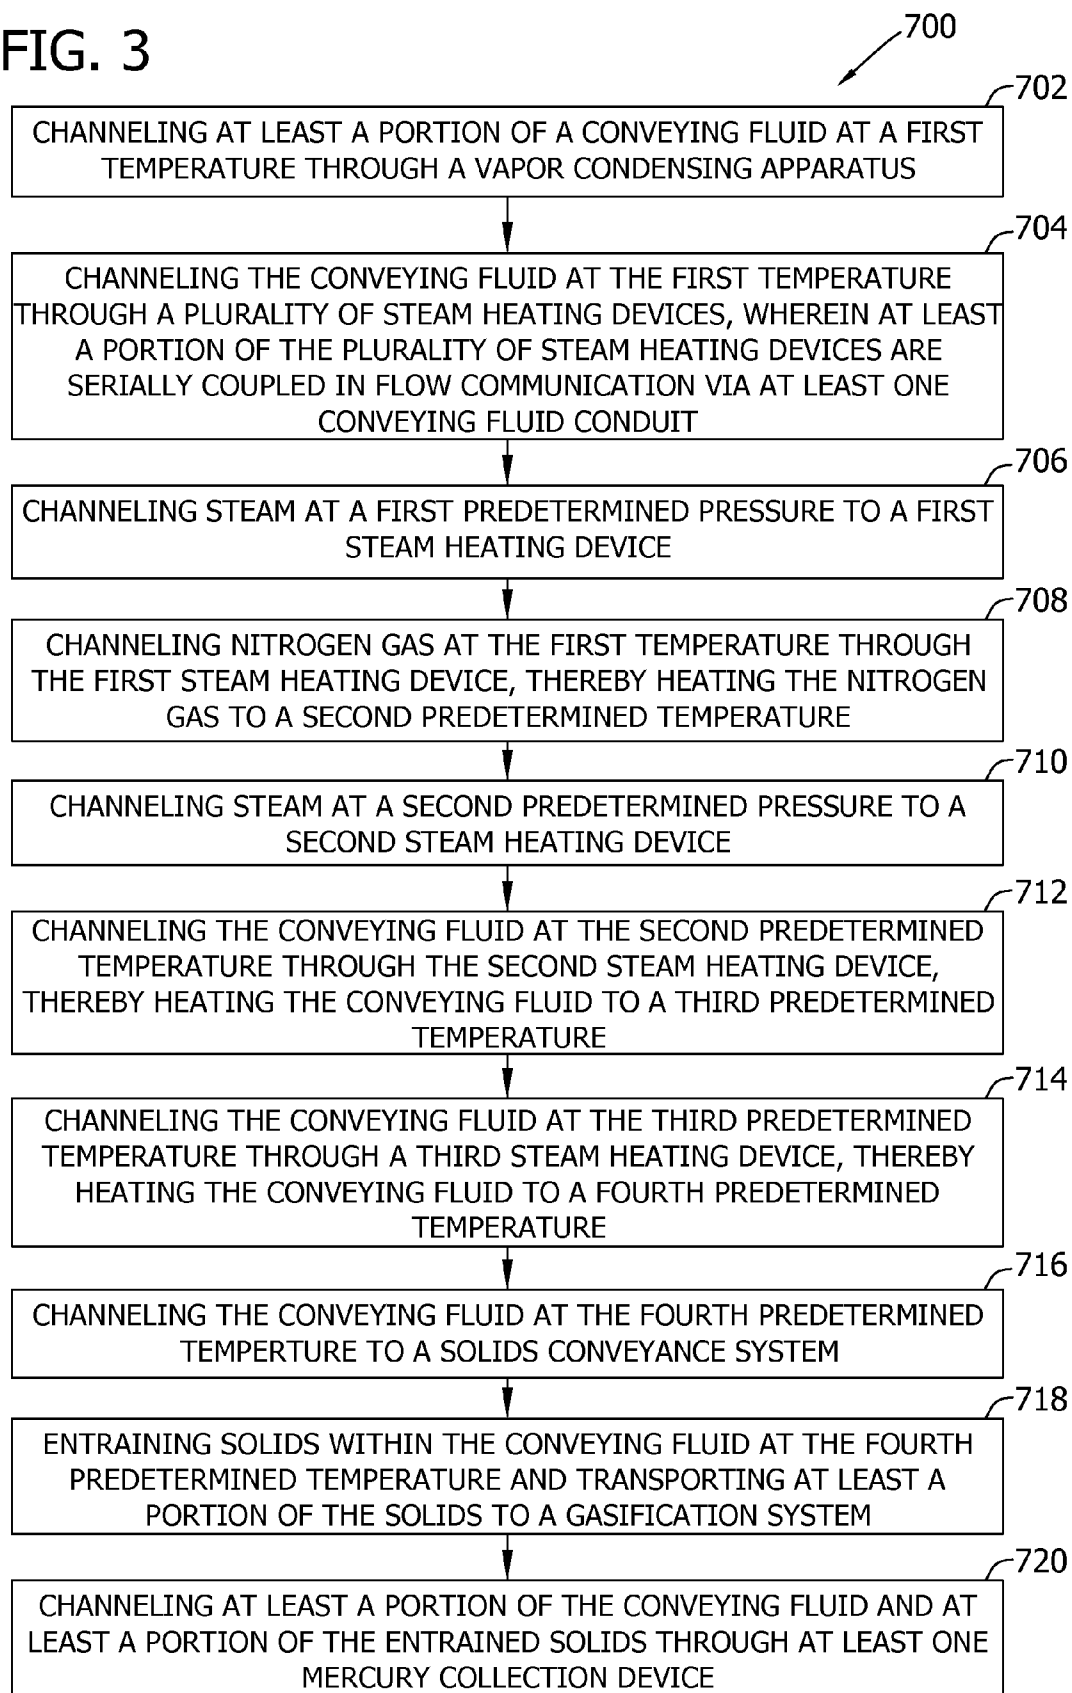 FIG. 3
700
702
CHANNELING AT LEAST A PORTION OF A CONVEYING FLUID AT A FIRST
TEMPERATURE THROUGH A VAPOR CONDENSING APPARATUS
704
CHANNELING THE CONVEYING FLUID AT THE FIRST TEMPERATURE
THROUGH A PLURALITY OF STEAM HEATING DEVICES, WHEREIN AT LEAST
A PORTION OF THE PLURALITY OF STEAM HEATING DEVICES ARE
SERIALLY COUPLED IN FLOW COMMUNICATION VIA AT LEAST ONE
CONVEYING FLUID CONDUIT
706
CHANNELING STEAM AT A FIRST PREDETERMINED PRESSURE TO A FIRST
STEAM HEATING DEVICE
708
CHANNELING NITROGEN GAS AT THE FIRST TEMPERATURE THROUGH
THE FIRST STEAM HEATING DEVICE, THEREBY HEATING THE NITROGEN
GAS TO A SECOND PREDETERMINED TEMPERATURE
710
CHANNELING STEAM AT A SECOND PREDETERMINED PRESSURE TO A
SECOND STEAM HEATING DEVICE
712
CHANNELING THE CONVEYING FLUID AT THE SECOND PREDETERMINED
TEMPERATURE THROUGH THE SECOND STEAM HEATING DEVICE,
THEREBY HEATING THE CONVEYING FLUID TO A THIRD PREDETERMINED
TEMPERATURE
714
CHANNELING THE CONVEYING FLUID AT THE THIRD PREDETERMINED
TEMPERATURE THROUGH A THIRD STEAM HEATING DEVICE, THEREBY
HEATING THE CONVEYING FLUID TO A FOURTH PREDETERMINED
TEMPERATURE
716
CHANNELING THE CONVEYING FLUID AT THE FOURTH PREDETERMINED
TEMPERTURE TO A SOLIDS CONVEYANCE SYSTEM
718
ENTRAINING SOLIDS WITHIN THE CONVEYING FLUID AT THE FOURTH
PREDETERMINED TEMPERATURE AND TRANSPORTING AT LEAST A
PORTION OF THE SOLIDS TO A GASIFICATION SYSTEM
720
CHANNELING AT LEAST A PORTION OF THE CONVEYING FLUID AND AT
LEAST A PORTION OF THE ENTRAINED SOLIDS THROUGH AT LEAST ONE
MERCURY COLLECTION DEVICE